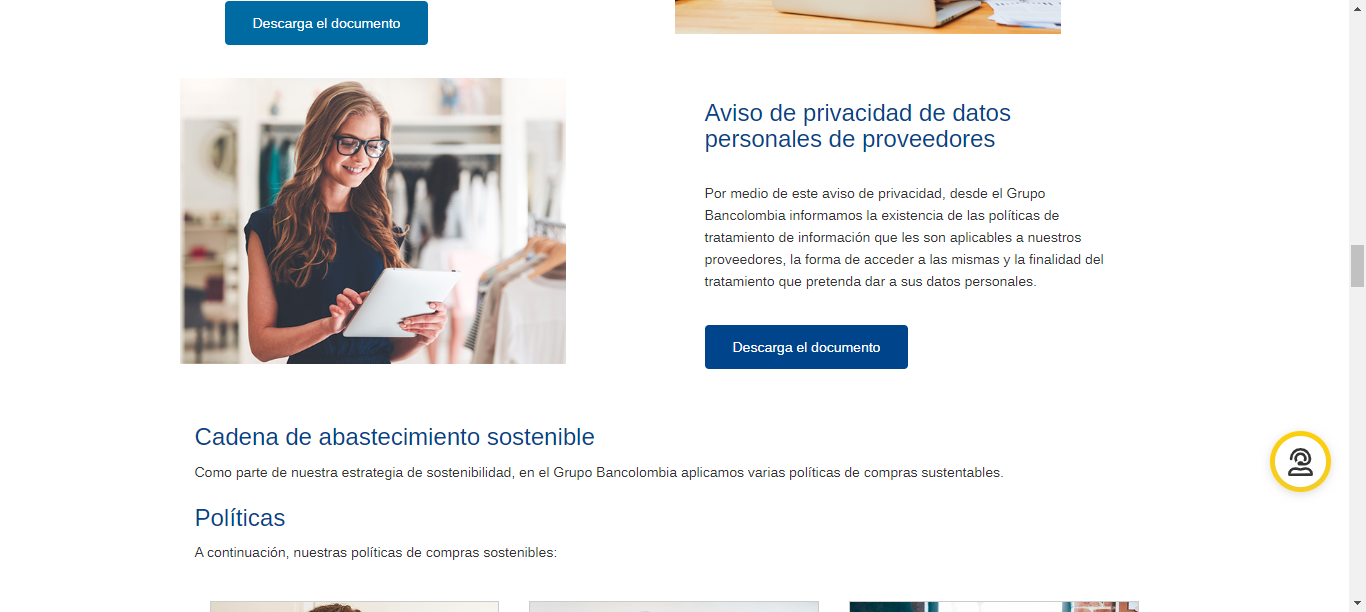 Descarga el documento
Aviso de privacidad de datos
personales de proveedores
Por medio de este aviso de privacidad, desde el Grupo
Bancolombia informamos la existencia de las políticas de
tratamiento de información que les son aplicables a nuestros
proveedores, la forma de acceder a las mismas y la finalidad del
tratamiento que pretenda dar a sus datos personales.
Descarga el documento
Cadena de abastecimiento sostenible
Como parte de nuestra estrategia de sostenibilidad, en el Grupo Bancolombia aplicamos varias políticas de compras sustentables.
Políticas
A continuación, nuestras políticas de compras sostenibles: